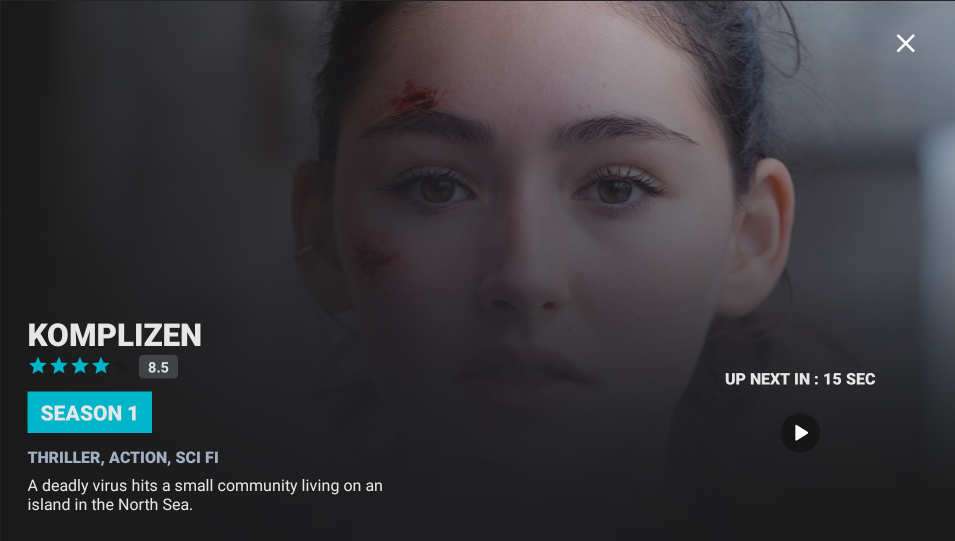 KOMPLIZEN
8.5
SEASON 1
THRILLER, ACTION, SCI FI
A deadly virus hits a small community living on an
island in the North Sea.
UP NEXT IN : 15 SEC